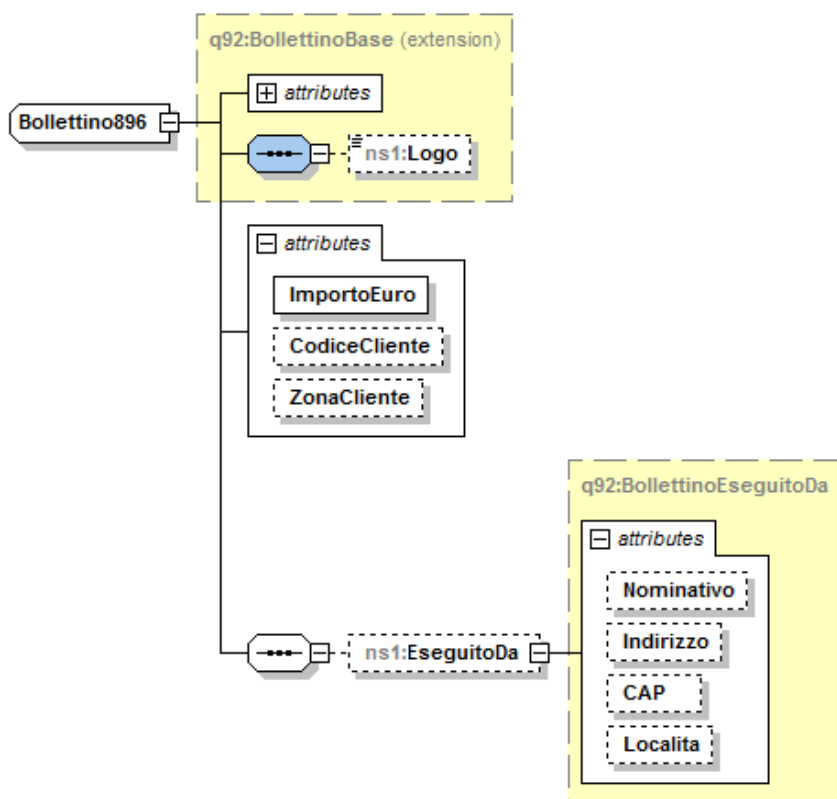 q92:BollettinoBase (extension)
attributes
Bollettino896
ns1:Logo
attributes
ImportoEuro
CodiceCliente
ZonaCliente
q92:BollettinoEseguitoDa
attributes
Nominativo
Indirizzo
ns1:EseguitoDa
CAP
Localita